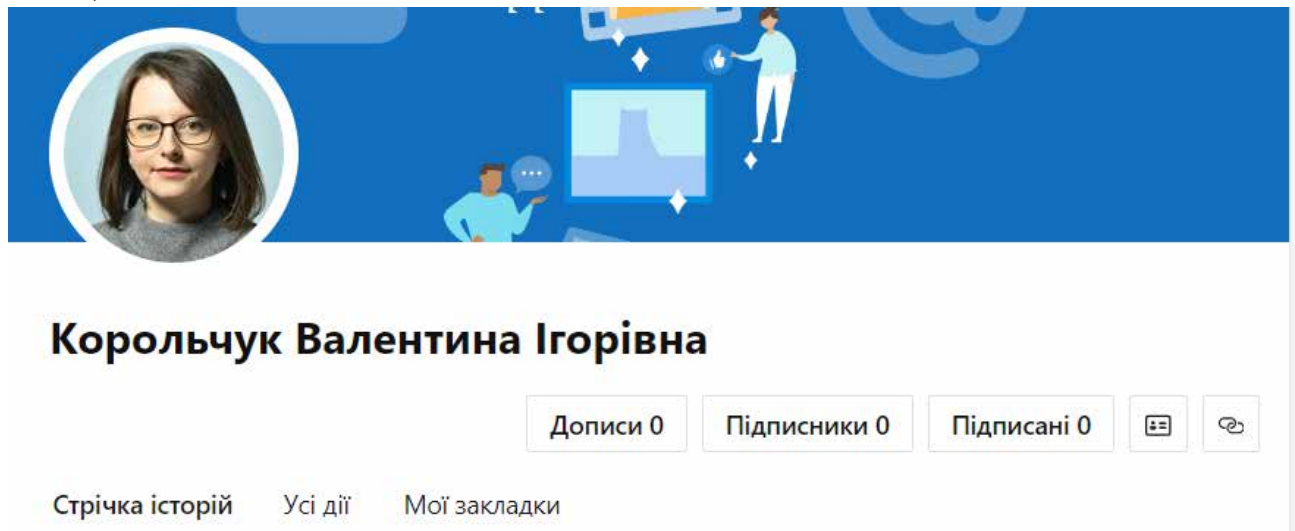 Корольчук Валентина Ігорівна
Дописи 0 Підписники 0 Підписані 0
Стрічка історій Усі дії Мої закладки